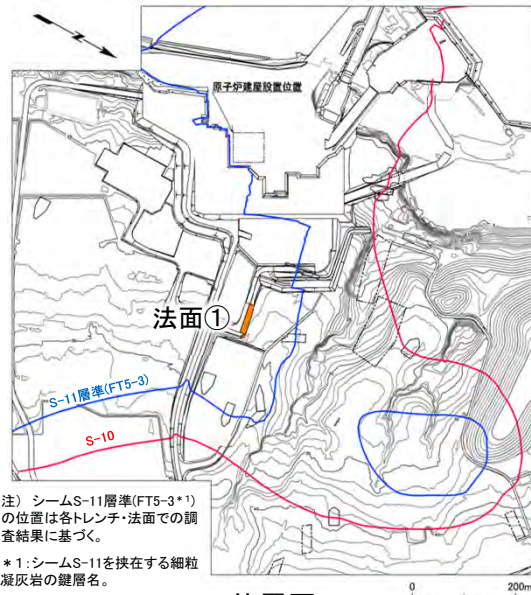 原子炉建屋設置位置
法面①
S-11層準(FT5-3)
S-10
注) シームS-11層準(FT5-3*1)
の位置は各トレンチ・法面での調
査結果に基づく。
*1:シームS-11を挟在する細粒
凝灰岩の鍵層名。
0 200m